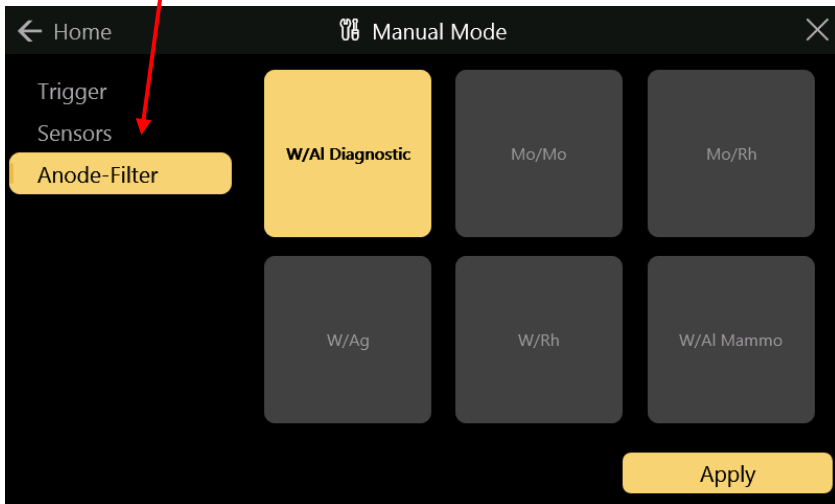 Home
Manual Mode
Trigger
Sensors
Anode-Filter
W/Al Diagnostic
Mo/Mo
Mo/Rh
W/Ag
W/Rh
W/Al Mammo
Apply